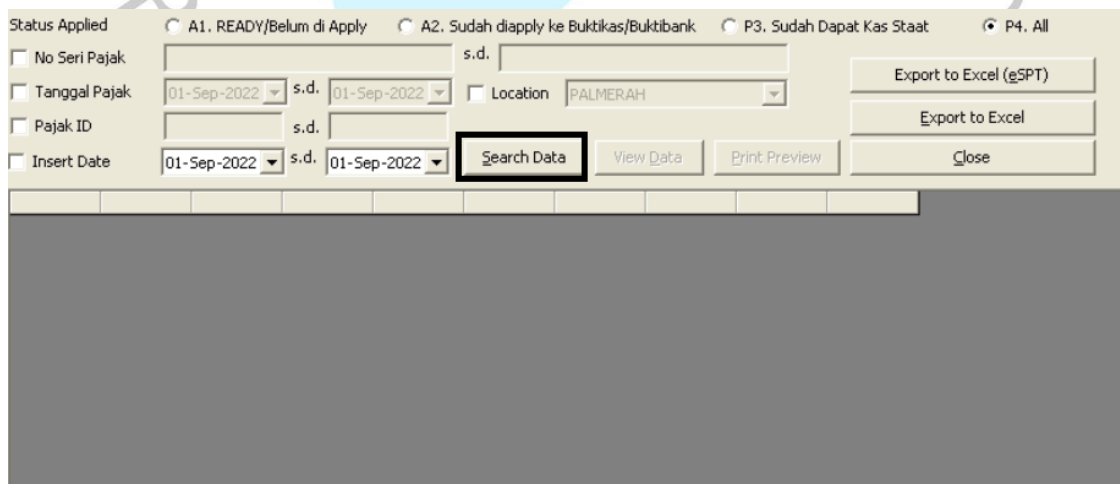 Status Applied A1. READY/Belum di Apply A2. Sudah diapply ke Buktikas/Buktibank P3. Sudah Dapat Kas Staat P4. All
No Seri Pajak s.d.
Export to Excel (eSPT)
Tanggal Pajak 01-Sep-2022 s.d. 01-Sep-2022 Location PALMERAH
Export to Excel
Pajak ID s.d.
Insert Date 01-Sep-2022 s.d. 01-Sep-2022 Search Data View Data Print Preview Close